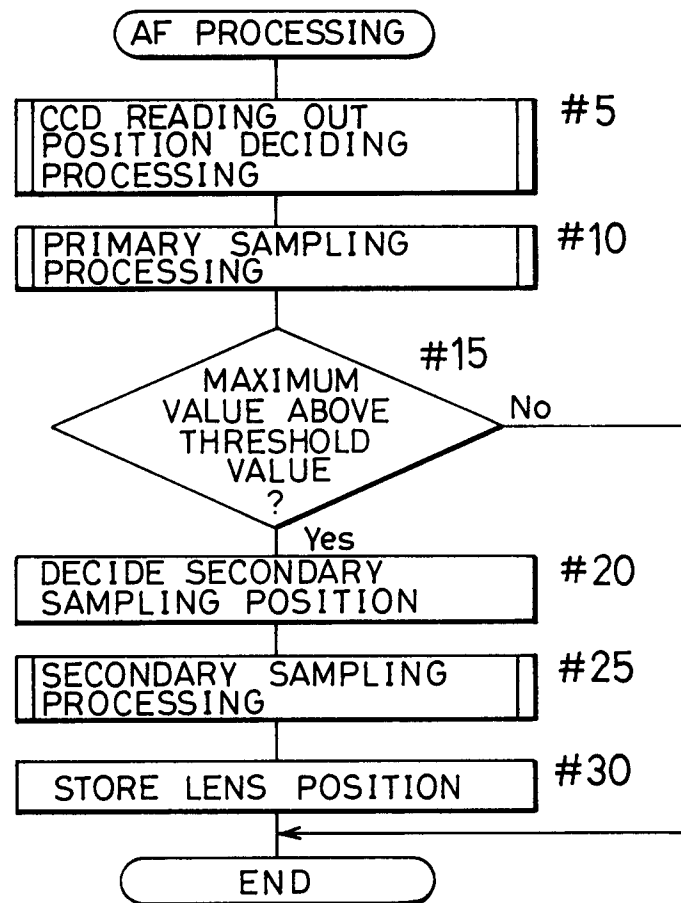 AF PROCESSING
CCD READING OUT
POSITION DECIDING
PROCESSING
#5
PRIMARY SAMPLING
PROCESSING
#10
#15
MAXIMUM
VALUE ABOVE
THRESHOLD
VALUE
?
No
Yes
DECIDE SECONDARY
SAMPLING POSITION
#20
SECONDARY SAMPLING
PROCESSING
#25
STORE LENS POSITION
#30
END